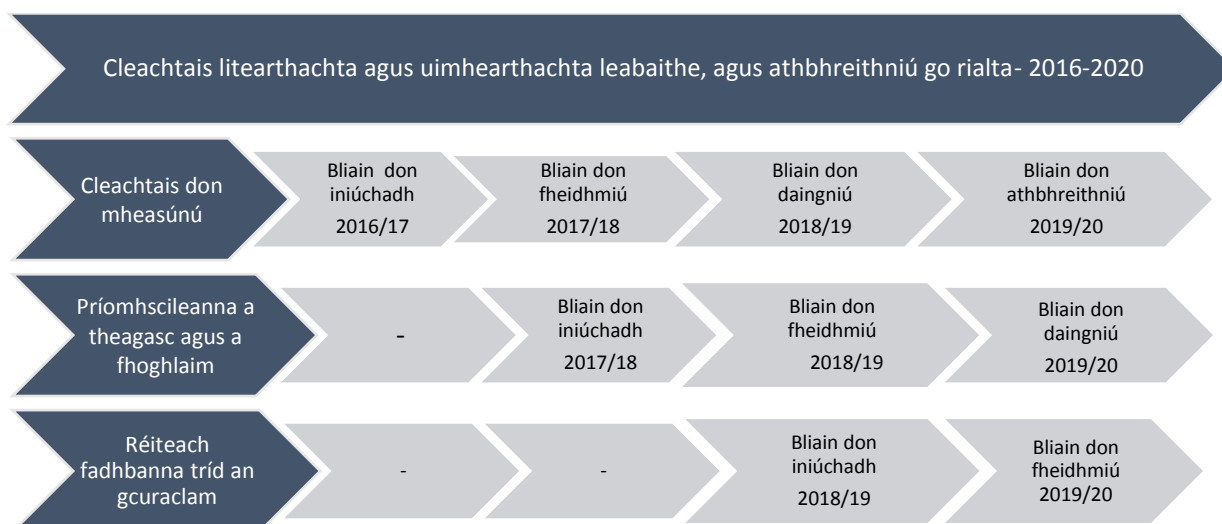 Cleachtais litearthachta agus uimhearthachta leabaithe, agus athbhreithniú go rialta- 2016-2020
Cleachtais don
mheasúnú
Bliain don
iniúchadh
2016/17
Bliain don
fheidhmiú
2017/18
Bliain don
daingniú
2018/19
Bliain don
athbhreithniú
2019/20
Príomhscileanna a
theagasc agus a
fhoghlaim
-
Bliain don
iniúchadh
2017/18
Bliain don
fheidhmiú
2018/19
Bliain don
daingniú
2019/20
Réiteach
fadhbanna tríd an
gcuraclam
-
-
Bliain don
iniúchadh
2018/19
Bliain don
fheidhmiú
2019/20